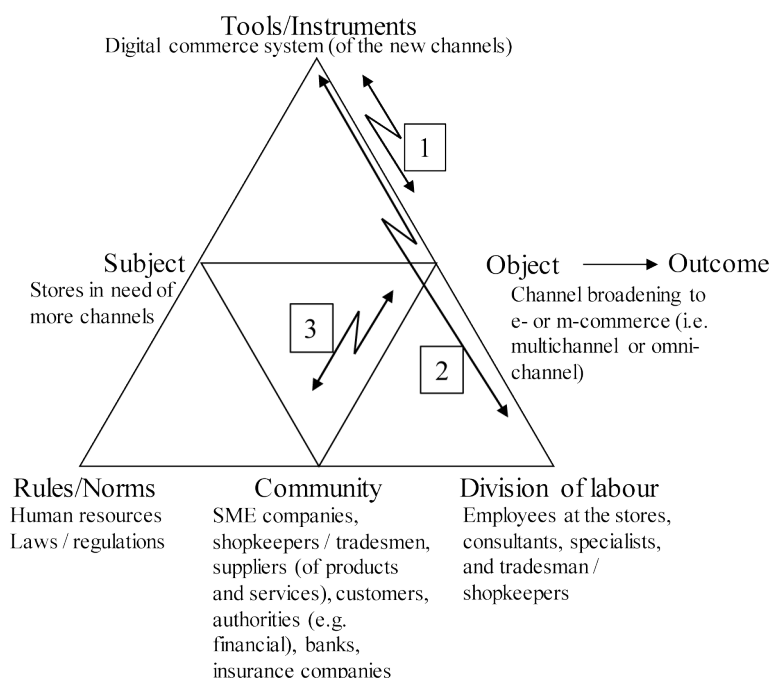 Tools/Instruments
Digital commerce system (of the new channels)
1
Subject
Stores in need of
more channels
Object
Outcome
Channel broadening to
e- or m-commerce (i.e.
multichannel or omni-
channel)
3
2
Rules/Norms
Human resources
Laws / regulations
Community
SME companies,
shopkeepers / tradesmen,
suppliers (of products
and services), customers,
authorities (e.g.
financial), banks,
insurance companies
Division of labour
Employees at the stores,
consultants, specialists,
and tradesman /
shopkeepers